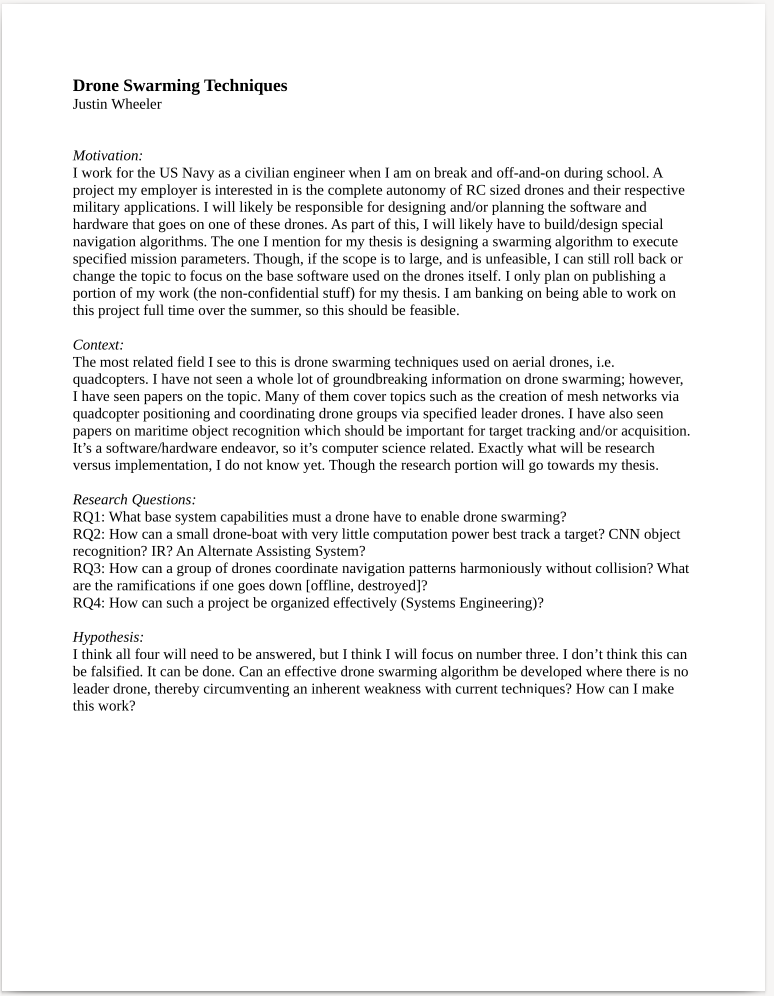 Drone Swarming Techniques
Justin Wheeler
Motivation:
I work for the US Navy as a civilian engineer when I am on break and off-and-on during school. A
project my employer is interested in is the complete autonomy of RC sized drones and their respective
military applications. I will likely be responsible for designing and/or planning the software and
hardware that goes on one of these drones. As part of this, I will likely have to build/design special
navigation algorithms. The one I mention for my thesis is designing a swarming algorithm to execute
specified mission parameters. Though, if the scope is to large, and is unfeasible, I can still roll back or
change the topic to focus on the base software used on the drones itself. I only plan on publishing a
portion of my work (the non-confidential stuff) for my thesis. I am banking on being able to work on
this project full time over the summer, so this should be feasible.
Context:
The most related field I see to this is drone swarming techniques used on aerial drones, i.e.
quadcopters. I have not seen a whole lot of groundbreaking information on drone swarming; however,
I have seen papers on the topic. Many of them cover topics such as the creation of mesh networks via
quadcopter positioning and coordinating drone groups via specified leader drones. I have also seen
papers on maritime object recognition which should be important for target tracking and/or acquisition.
It’s a software/hardware endeavor, so it’s computer science related. Exactly what will be research
versus implementation, I do not know yet. Though the research portion will go towards my thesis.
Research Questions:
RQ1: What base system capabilities must a drone have to enable drone swarming?
RQ2: How can a small drone-boat with very little computation power best track a target? CNN object
recognition? IR? An Alternate Assisting System?
RQ3: How can a group of drones coordinate navigation patterns harmoniously without collision? What
are the ramifications if one goes down [offline, destroyed]?
RQ4: How can such a project be organized effectively (Systems Engineering)?
Hypothesis:
I think all four will need to be answered, but I think I will focus on number three. I don’t think this can
be falsified. It can be done. Can an effective drone swarming algorithm be developed where there is no
leader drone, thereby circumventing an inherent weakness with current techniques? How can I make
this work?